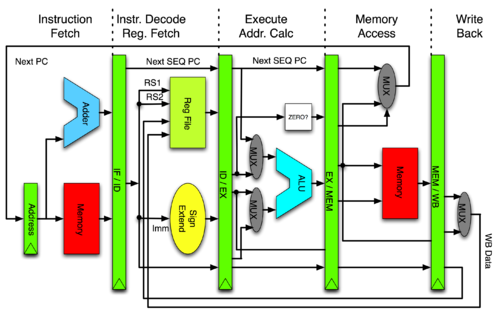 Instruction
Fetch
Instr. Decode
Reg. Fetch
Execute
Addr. Calc
Memory
Access
Write
Back
Next PC
Next SEQ PC
Next SEQ PC
RS1
RS2
Reg File
Adder
MUX
ZERO?
MUX
ALU
MUX
IF / ID
ID / EX
EX / MEM
MEM / WB
Address
Memory
Sign
Extend
Imm
Memory
MUX
WB Data